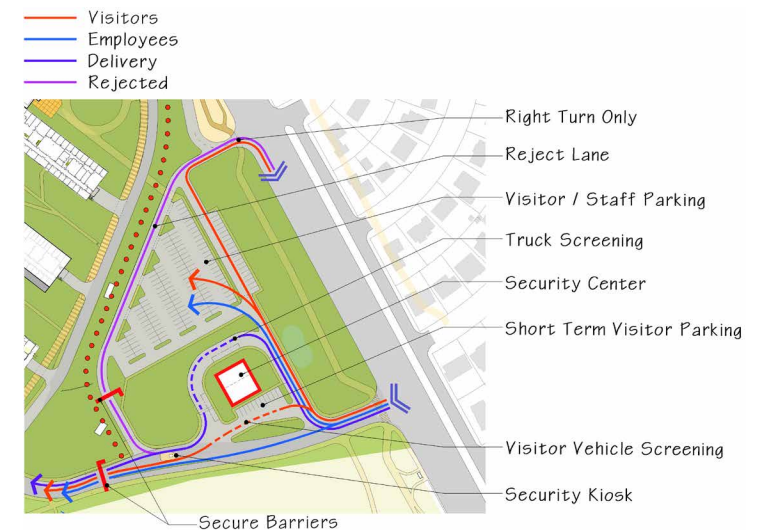 Visitors
Employees
Delivery
Rejected
Right Turn Only
Reject Lane
Visitor / Staff Parking
Truck Screening
Security Center
Short Term Visitor Parking
Visitor Vehicle Screening
Security Kiosk
Secure Barriers